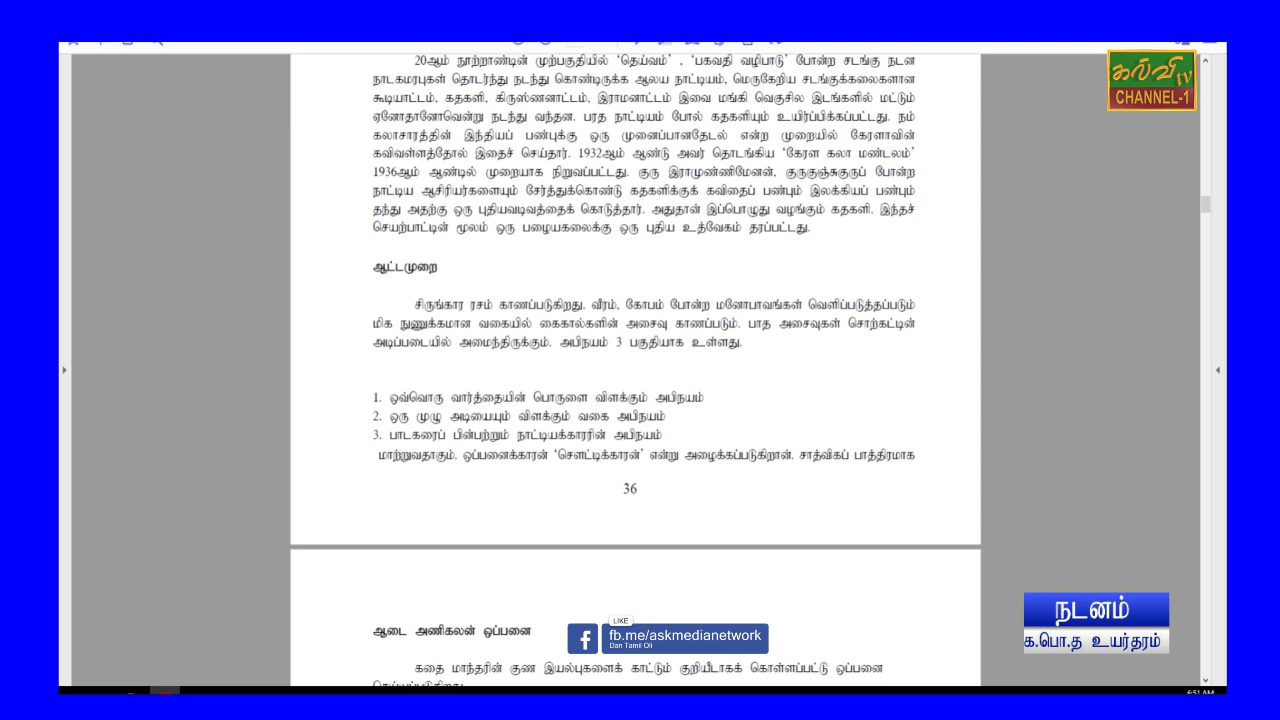 20ஆம் நூற்றாண்டின் முற்பகுதியில் ‘தெய்வம்’ , ‘பகவதி வழிபாடு’ போன்ற சடங்கு நடன
நாடகமரபுகள் தொடர்ந்து நடந்து கொண்டிருக்க ஆலய நாட்டியம், மெருகேறிய சடங்குக்கலைகளான
கூடியாட்டம், கதகளி, கிருஸ்ணனாட்டம், இராமனாட்டம் இவை மங்கி வெகுசில இடங்களில் மட்டும்
ஏனோதானோவென்று நடந்து வந்தன. பரத நாட்டியம் போல் கதகளியும் உயிர்ப்பிக்கப்பட்டது. நம்
கலாசாரத்தின் இந்தியப் பண்புக்கு ஒரு முனைப்பானதேடல் என்ற முறையில் கேரளாவின்
கவிவள்ளத்தோல் இதைச் செய்தார். 1932ஆம் ஆண்டு அவர் தொடங்கிய ‘கேரள கலா மண்டலம்’
1936ஆம் ஆண்டில் முறையாக நிறுவப்பட்டது. குரு இராமுண்ணிமேனன், குருகுஞ்சுகுருப் போன்ற
நாட்டிய ஆசிரியர்களையும் சேர்த்துக்கொண்டு கதகளிக்குக் கவிதைப் பண்பும் இலக்கியப் பண்பும்
தந்து அதற்கு ஒரு புதியவடிவத்தைக் கொடுத்தார். அதுதான் இப்பொழுது வழங்கும் கதகளி. இந்தச்
செயற்பாட்டின் மூலம் ஒரு பழையகலைக்கு ஒரு புதிய உத்வேகம் தரப்பட்டது.
கல்வி TV
CHANNEL-1
ஆட்டமுறை
சிருங்கார ரசம் காணப்படுகிறது. வீரம், கோபம் போன்ற மனோபாவங்கள் வெளிப்படுத்தப்படும்
மிக நுணுக்கமான வகையில் கைகால்களின் அசைவு காணப்படும். பாத அசைவுகள் சொற்கட்டின்
அடிப்படையில் அமைந்திருக்கும். அபிநயம் 3 பகுதியாக உள்ளது.
1. ஒவ்வொரு வார்த்தையின் பொருளை விளக்கும் அபிநயம்
2. ஒரு முழு அடியையும் விளக்கும் வகை அபிநயம்
3. பாடகரைப் பின்பற்றும் நாட்டியக்காரரின் அபிநயம்
மாற்றுவதாகும். ஒப்பனைக்காரன் ‘சௌட்டிக்காரன்’ என்று அழைக்கப்படுகிறான். சாத்விகப் பாத்திரமாக
36
ஆடை அணிகலன் ஒப்பனை
LIKE
fb.me/askmedianetwork
Dan Tamil Oli
கதை மாந்தரின் குண இயல்புகளைக் காட்டும் குறியீடாகக் கொள்ளப்பட்டு ஒப்பனை
நடனம்
க.பொ.த உயர்தரம்
6:51 AM